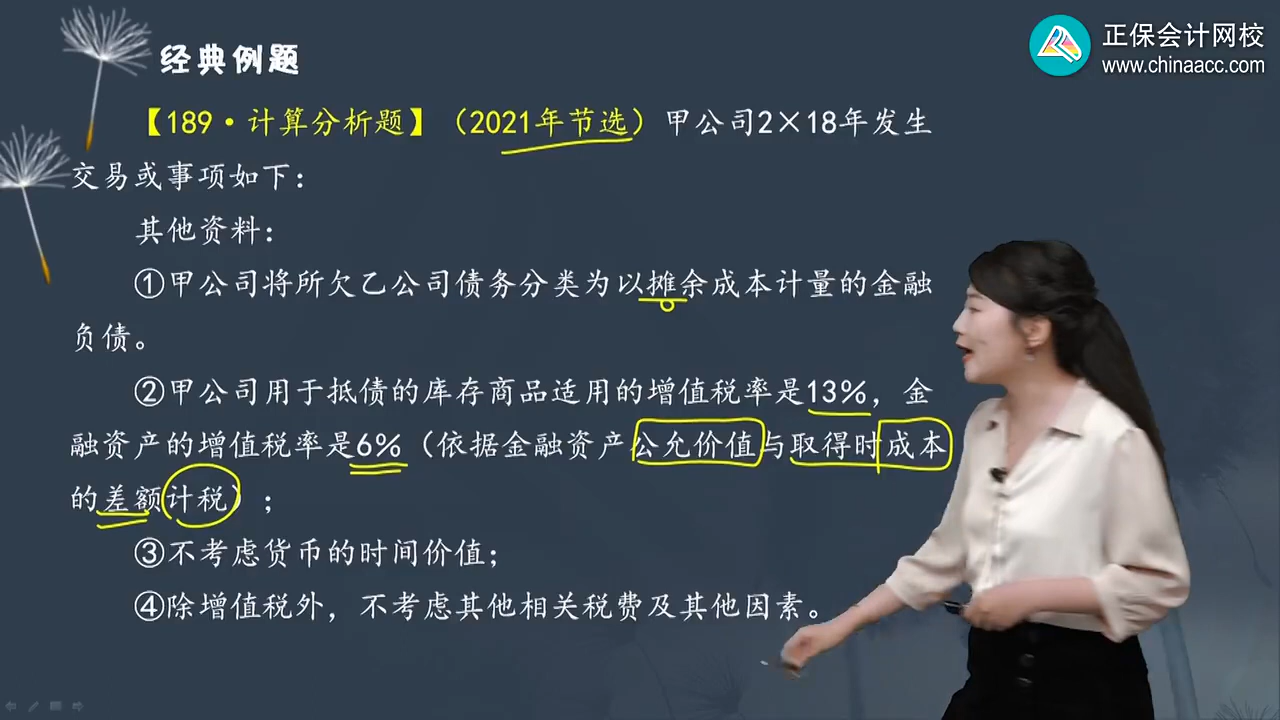 经典例题
正保会计网校
www.chinaacc.com
【189·计算分析题】（2021年节选）甲公司2×18年发生
交易或事项如下：
其他资料：
①甲公司将所欠乙公司债务分类为以摊余成本计量的金融
负债。
②甲公司用于抵债的库存商品适用的增值税率是13%，金
融资产的增值税率是6%（依据金融资产公允价值与取得时成本
的差额计税）；
③不考虑货币的时间价值；
④除增值税外，不考虑其他相关税费及其他因素。